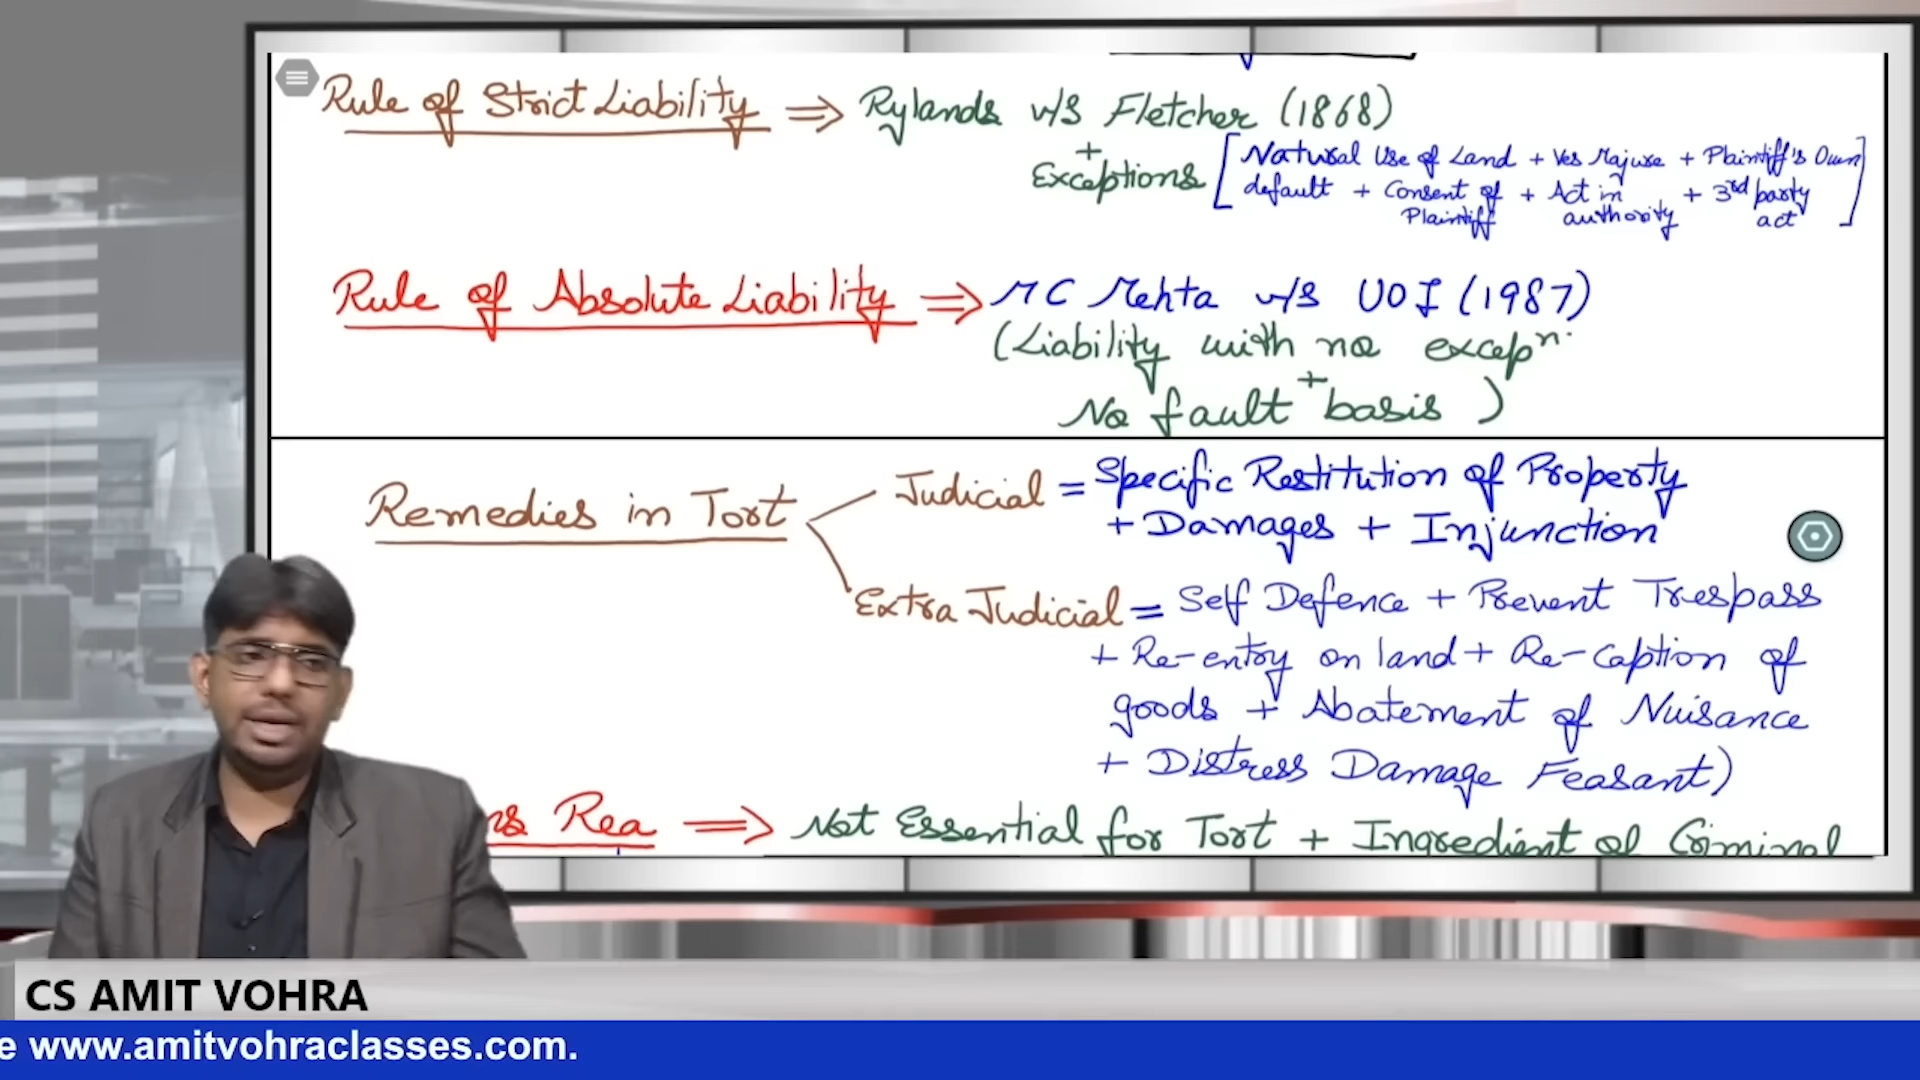 Rule of Strict Liability ⇒ Rylands v/s Fletcher (1868)
+
Exceptions [Natural Use of Land + Ves Majure + Plaintiff's Own
default + Consent of + Act in + 3rd party
Plaintiff authority act]
Rule of Absolute Liability ⇒ MC Mehta v/s UOI (1987)
(Liability with no excepn.
+
No fault basis)
Remedies in Tort
Judicial = Specific Restitution of Property
+ Damages + Injunction
Extra Judicial = Self Defence + Prevent Trespass
+ Re-entry on land + Re-Caption of
goods + Abatement of Nuisance
+ Distress Damage Feasant)
ns Rea ⇒ Not Essential for Tort + Ingredient of Criminal
CS AMIT VOHRA
e www.amitvohraclasses.com.